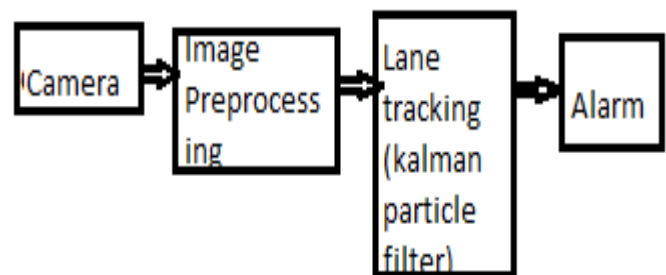 Camera
Image
Preprocess
ing
Lane
tracking
(kalman
particle
filter)
Alarm